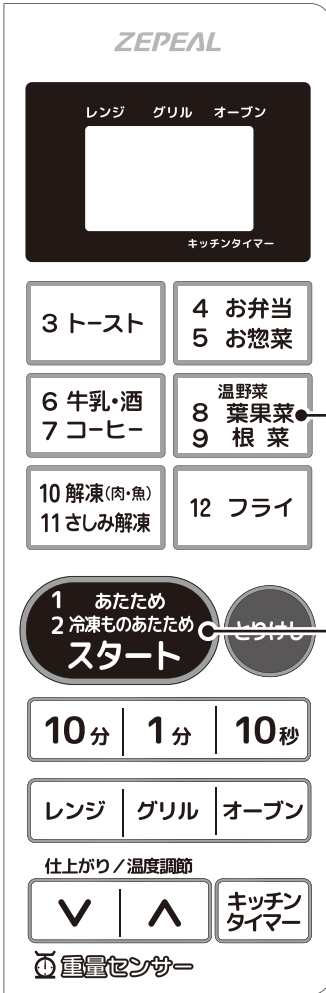 ZEPEAL
レンジ グリル オーブン
キッチンタイマー
3 トースト
4 お弁当
5 お惣菜
6 牛乳・酒
7 コーヒー
温野菜
8 葉果菜
9 根 菜
10 解凍(肉・魚)
11 さしみ解凍
12 フライ
1 あたため
2 冷凍ものあたため
スタート
とりけし
10分 1分 10秒
レンジ グリル オーブン
仕上がり/温度調節
キッチン
タイマー
重量センサー